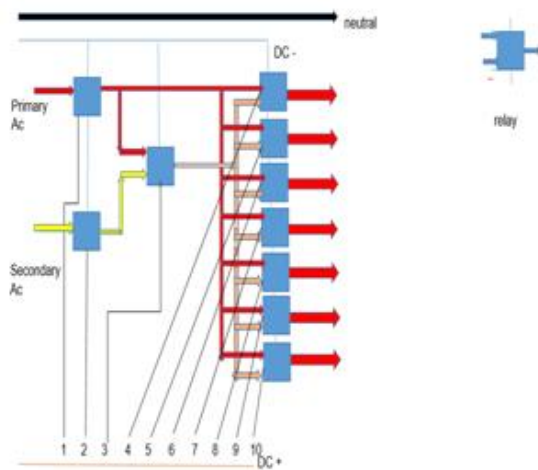 neutral
DC -
Primary
Ac
relay
Secondary
Ac
1 2 3 4 5 6 7 8 9 10
DC +